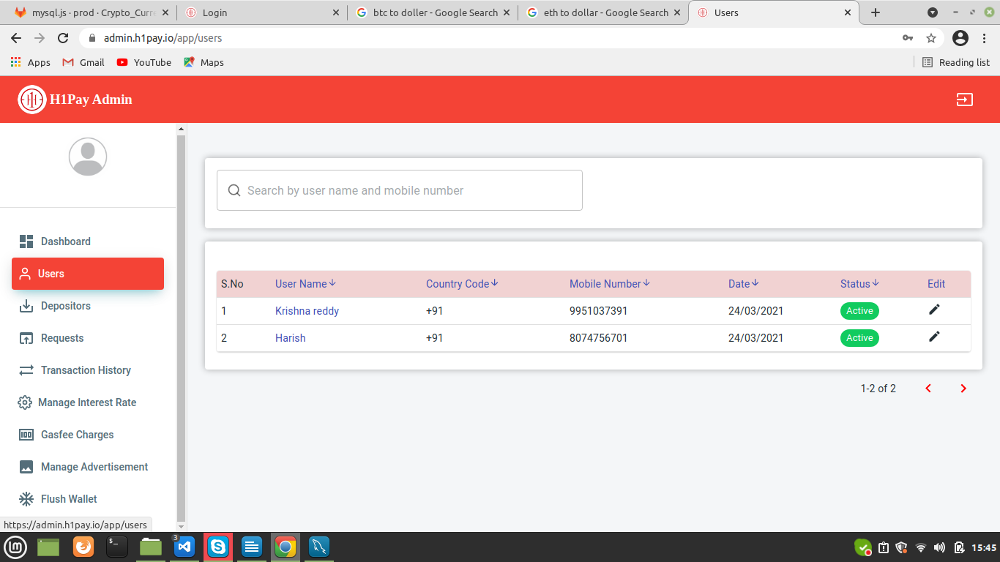 mysql.js - prod · Crypto_Curr
Login
btc to doller - Google Search
eth to dollar - Google Search
Users
admin.h1pay.io/app/users
Apps
Gmail
YouTube
Maps
Reading list
H1Pay Admin
Search by user name and mobile number
Dashboard
Users
Depositors
Requests
Transaction History
Manage Interest Rate
Gasfee Charges
Manage Advertisement
Flush Wallet
S.No User Name Country Code Mobile Number Date Status Edit
1 Krishna reddy +91 9951037391 24/03/2021 Active
2 Harish +91 8074756701 24/03/2021 Active
1-2 of 2
https://admin.h1pay.io/app/users
3
15:45